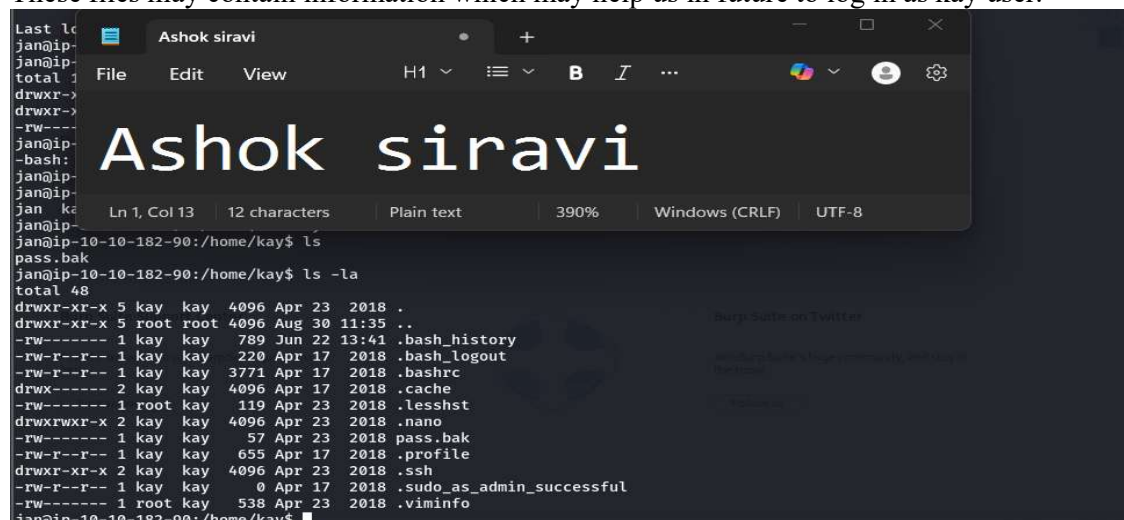 These files may contain information which may help us in future to log in as kay user.
Last lo
Ashok siravi
jan@ip-
jan@ip-
total 1
File Edit View H1 B I ...
drwxr-x
drwxr-x
-rw----
jan@ip-
-bash:
Ashok siravi
jan@ip-
jan@ip-
jan ka
Ln 1, Col 13 12 characters Plain text 390% Windows (CRLF) UTF-8
jan@ip-
jan@ip-10-10-182-90:/home/kay$ ls
pass.bak
jan@ip-10-10-182-90:/home/kay$ ls -la
total 48
drwxr-xr-x 5 kay kay 4096 Apr 23 2018 .
drwxr-xr-x 5 root root 4096 Aug 30 11:35 ..
-rw------- 1 kay kay 789 Jun 22 13:41 .bash_history
-rw-r--r-- 1 kay kay 220 Apr 17 2018 .bash_logout
-rw-r--r-- 1 kay kay 3771 Apr 17 2018 .bashrc
drwx------ 2 kay kay 4096 Apr 17 2018 .cache
-rw------- 1 root kay 119 Apr 23 2018 .lesshst
drwxrwxr-x 2 kay kay 4096 Apr 23 2018 .nano
-rw------- 1 kay kay 57 Apr 23 2018 pass.bak
-rw-r--r-- 1 kay kay 655 Apr 17 2018 .profile
drwxr-xr-x 2 kay kay 4096 Apr 23 2018 .ssh
-rw-r--r-- 1 kay kay 0 Apr 17 2018 .sudo_as_admin_successful
-rw------- 1 root kay 538 Apr 23 2018 .viminfo
jan@ip-10-10-182-90:/home/kay$
Burp Suite on Twitter